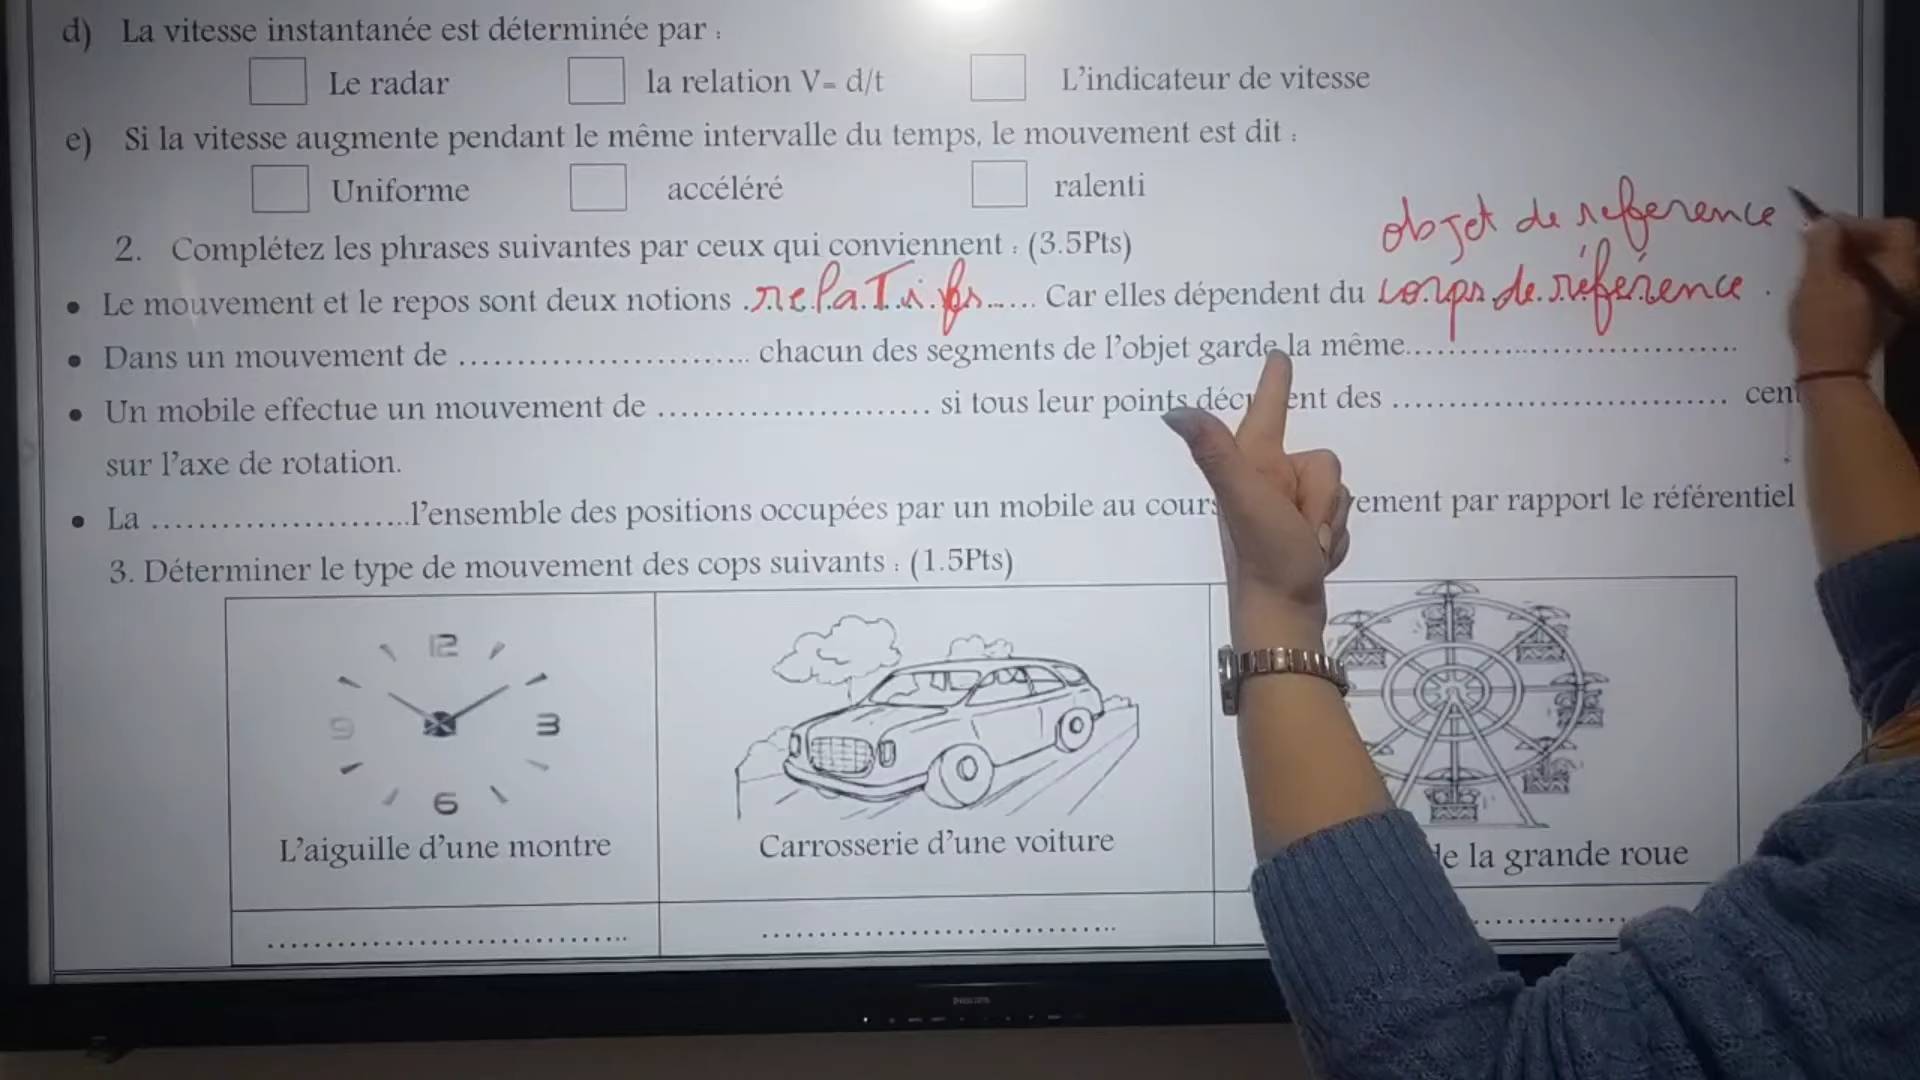 d) La vitesse instantanée est déterminée par :
Le radar la relation V= d/t L'indicateur de vitesse
e) Si la vitesse augmente pendant le même intervalle du temps, le mouvement est dit :
Uniforme accéléré ralenti
objet de reference
2. Complétez les phrases suivantes par ceux qui conviennent : (3.5Pts)
• Le mouvement et le repos sont deux notions relatifs Car elles dépendent du corps de référence .
• Dans un mouvement de ........................ chacun des segments de l'objet garde la même..............................
• Un mobile effectue un mouvement de ........................ si tous leur points des ............................ cent
sur l'axe de rotation.
• La ......................l'ensemble des positions occupées par un mobile au cours par rapport le référentiel
3. Déterminer le type de mouvement des cops suivants : (1.5Pts)
12
9 3
6
L'aiguille d'une montre Carrosserie d'une voiture de la grande roue
.............................. .............................. ..............
PHILIPS